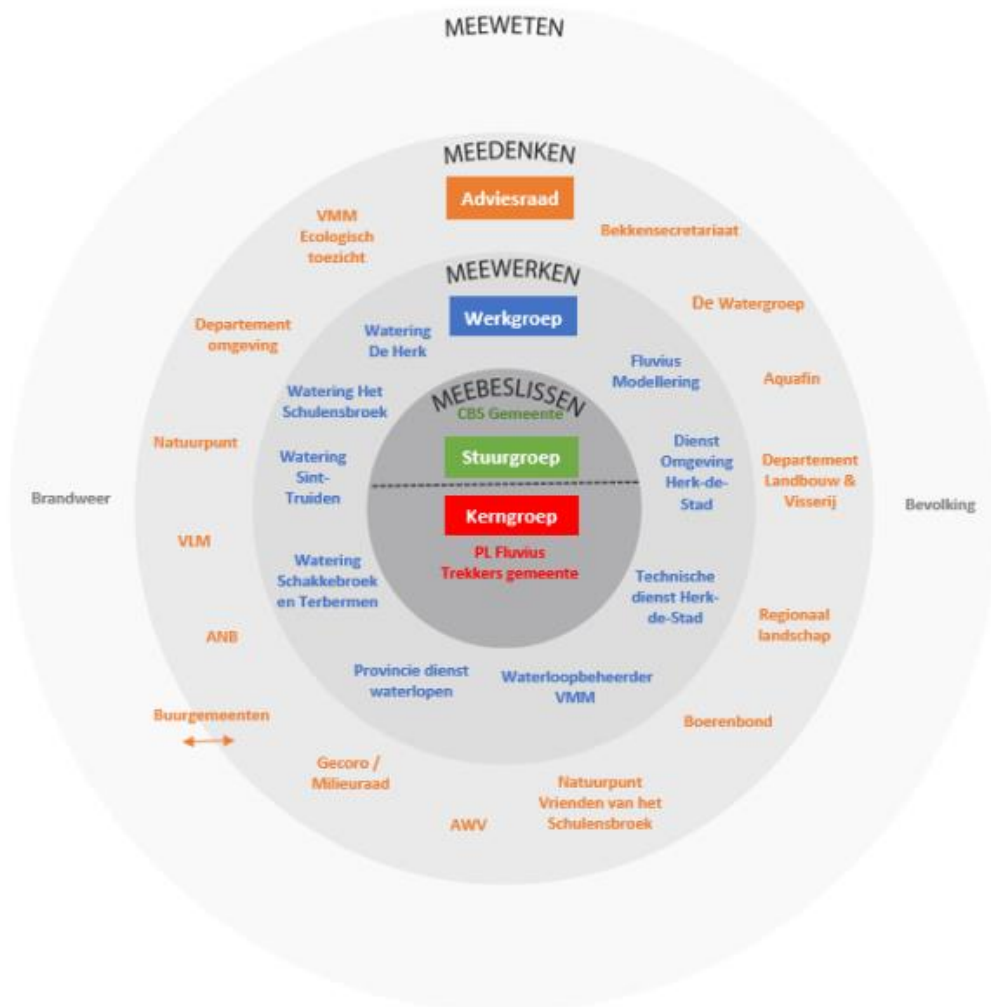 MEEWETEN
MEEDENKEN
Adviesraad
VMM
Ecologisch
toezicht
Bekkensecretariaat
MEEWERKEN
Werkgroep
De Watergroep
Departement
omgeving
Watering
De Herk
Fluvius
Modellering
Aquafin
Watering Het
Schulensbroek
MEEBESLISSEN
CBS Gemeente
Stuurgroep
Natuurpunt
Watering
Sint-
Truiden
Dienst
Omgeving
Herk-de-
Stad
Departement
Landbouw &
Visserij
Brandweer
Bevolking
Kerngroep
PL Fluvius
Trekkers gemeente
VLM
Watering
Schakkebroek
en Terbermen
Technische
dienst Herk-
de-Stad
ANB
Regionaal
landschap
Provincie dienst
waterlopen
Waterloopbeheerder
VMM
Buurgemeenten
Boerenbond
Gecoro /
Milieuraad
Natuurpunt
Vrienden van het
Schulensbroek
AWV